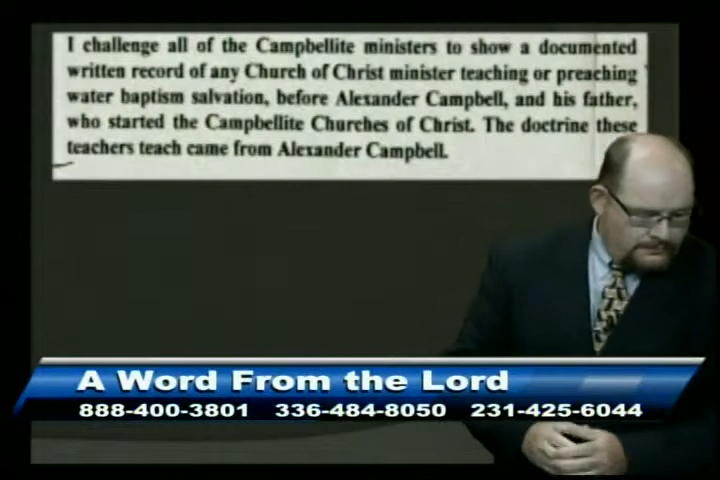 I challenge all of the Campbellite ministers to show a documented
written record of any Church of Christ minister teaching or preaching
water baptism salvation, before Alexander Campbell, and his father,
who started the Campbellite Churches of Christ. The doctrine these
teachers teach came from Alexander Campbell.
A Word From the Lord
888-400-3801 336-484-8050 231-425-6044